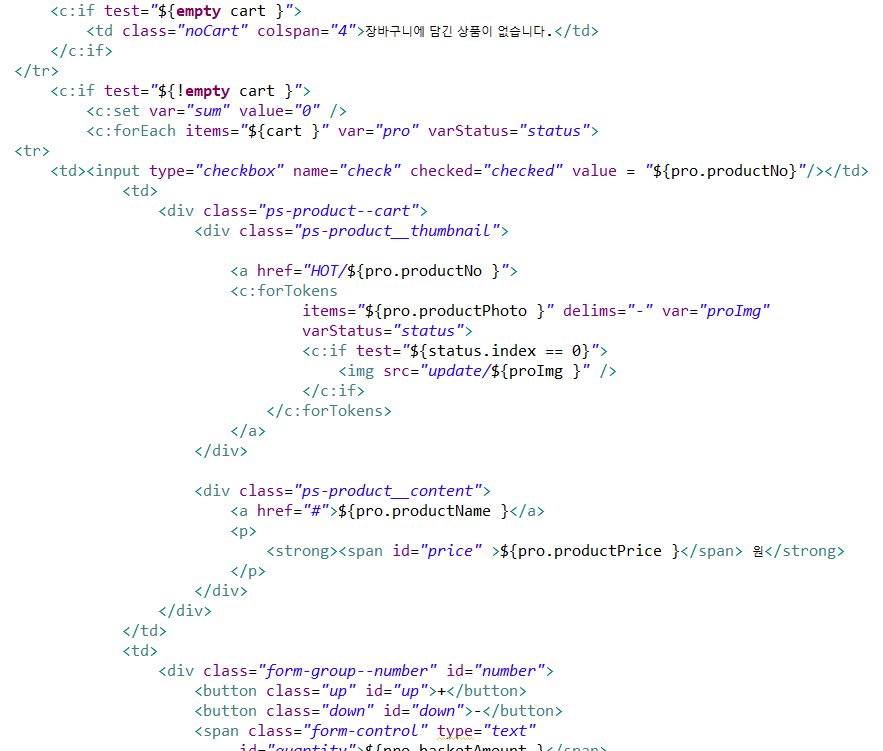 <c:if test="${empty cart }">
<td class="noCart" colspan="4">장바구니에 담긴 상품이 없습니다.</td>
</c:if>
</tr>
<c:if test="${!empty cart }">
<c:set var="sum" value="0" />
<c:forEach items="${cart }" var="pro" varStatus="status">
<tr>
<td><input type="checkbox" name="check" checked="checked" value = "${pro.productNo}"/></td>
<td>
<div class="ps-product--cart">
<div class="ps-product__thumbnail">
<a href="HOT/${pro.productNo }">
<c:forTokens
items="${pro.productPhoto }" delims="-" var="proImg"
varStatus="status">
<c:if test="${status.index == 0}">
<img src="update/${proImg }" />
</c:if>
</c:forTokens>
</a>
</div>
<div class="ps-product__content">
<a href="#">${pro.productName }</a>
<p>
<strong><span id="price" >${pro.productPrice }</span> 원</strong>
</p>
</div>
</div>
</td>
<td>
<div class="form-group--number" id="number">
<button class="up" id="up">+</button>
<button class="down" id="down">-</button>
<span class="form-control" type="text"
id="quantity">${pro.basketAmount }</span>